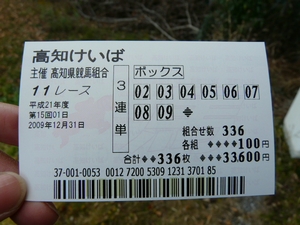 高知けいば
主催 高知県競馬組合
11レース
平成21年度
第15回01日
2009年12月31日
3連単
ボックス
02 03 04 05 06 07
08 09
組合せ数 336
各組 ◆◆◆◆◆100円
合計 ◆◆336枚 ◆◆◆33600円
37-001-0053 0012 7200 5309 1231 3701 85